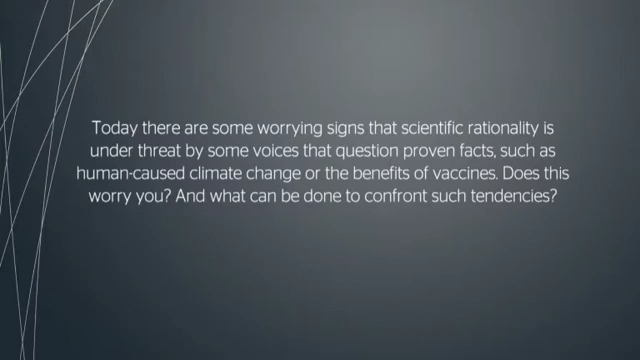 Today there are some worrying signs that scientific rationality is
under threat by some voices that question proven facts, such as
human-caused climate change or the benefits of vaccines. Does this
worry you? And what can be done to confront such tendencies?